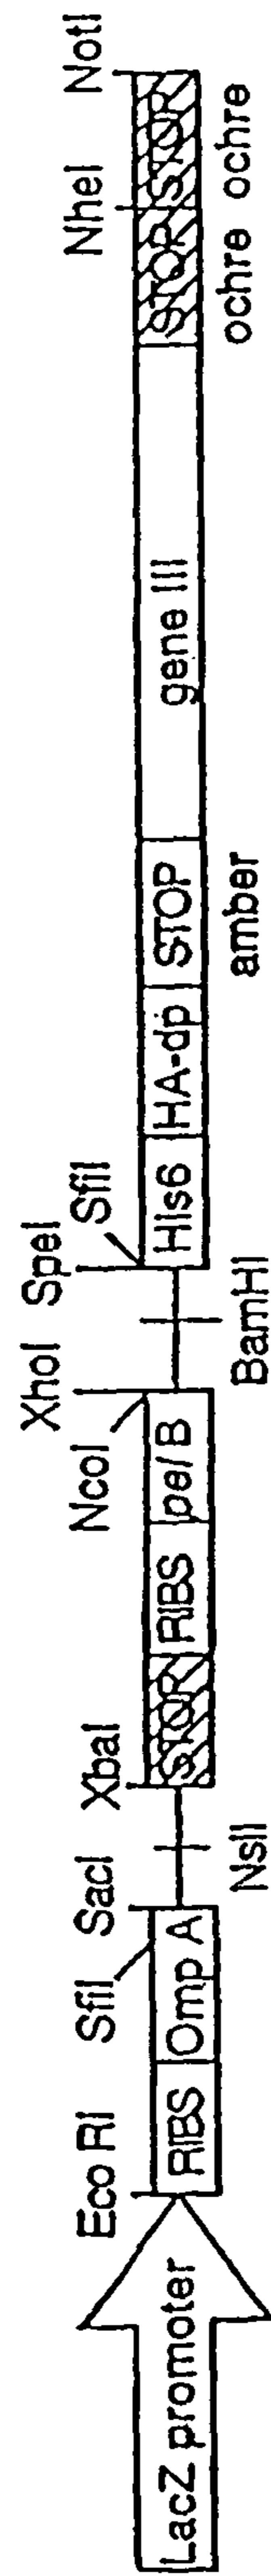 NotI
NheI
SfiI
SpeI
XhoI
NcoI
XbaI
SacI
SfiI
Eco RI
LacZ promoter
RIBS
Omp A
STOP
RIBS
pel B
His6
HA-dp
STOP
gene III
STOP
STOP
NsiI
BamHI
amber
ochre
ochre